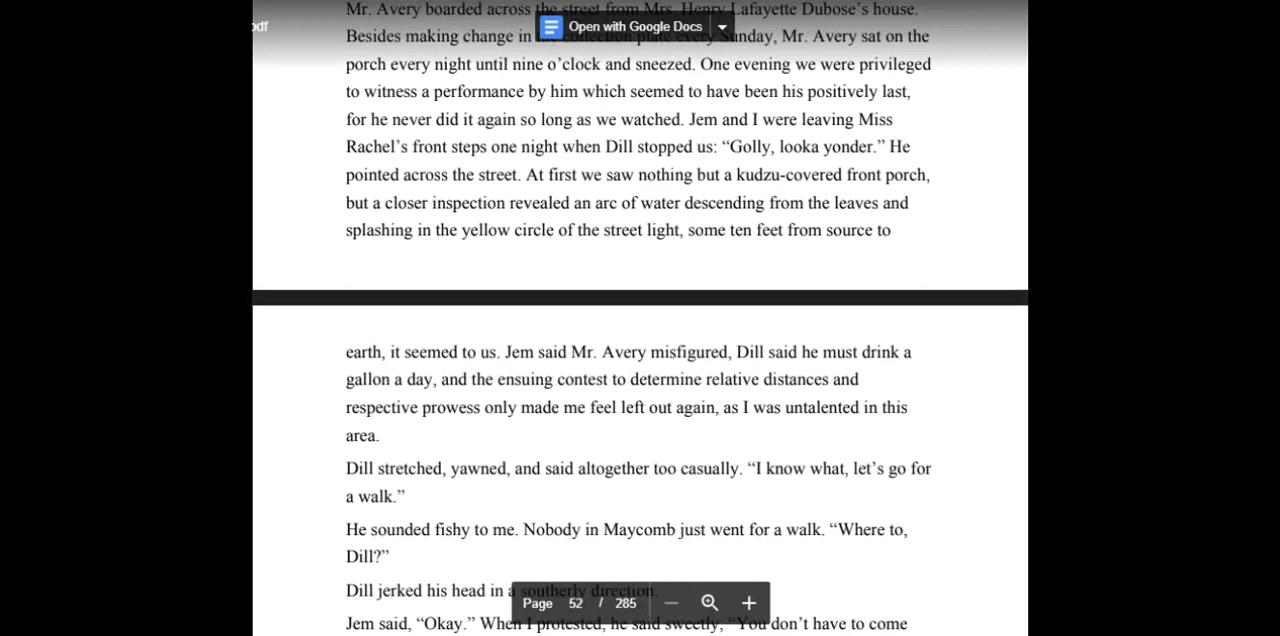 Mr. Avery boarded across the street from Mrs. Henry Lafayette Dubose’s house.
pdf
Open with Google Docs
Besides making change in the collection plate every Sunday, Mr. Avery sat on the
porch every night until nine o’clock and sneezed. One evening we were privileged
to witness a performance by him which seemed to have been his positively last,
for he never did it again so long as we watched. Jem and I were leaving Miss
Rachel’s front steps one night when Dill stopped us: “Golly, looka yonder.” He
pointed across the street. At first we saw nothing but a kudzu-covered front porch,
but a closer inspection revealed an arc of water descending from the leaves and
splashing in the yellow circle of the street light, some ten feet from source to
earth, it seemed to us. Jem said Mr. Avery misfigured, Dill said he must drink a
gallon a day, and the ensuing contest to determine relative distances and
respective prowess only made me feel left out again, as I was untalented in this
area.
Dill stretched, yawned, and said altogether too casually. “I know what, let’s go for
a walk.”
He sounded fishy to me. Nobody in Maycomb just went for a walk. “Where to,
Dill?”
Dill jerked his head in a southerly direction.
Page 52 / 285
Jem said, “Okay.” When I protested, he said sweetly, “You don’t have to come